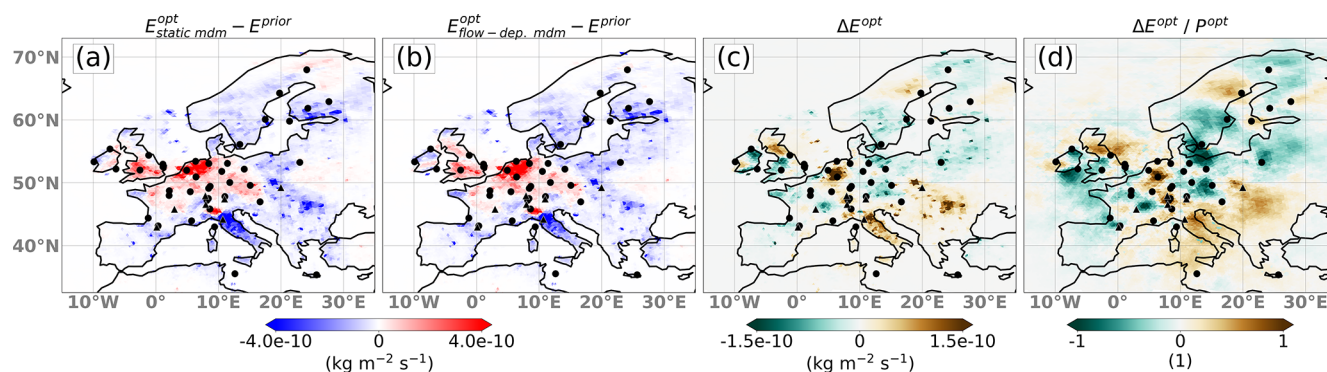 E^opt_static mdm − E^prior
E^opt_flow−dep. mdm − E^prior
ΔE^opt
ΔE^opt / P^opt
(a)
(b)
(c)
(d)
70°N
60°N
50°N
40°N
10°W 0° 10°E 20°E 30°E
10°W 0° 10°E 20°E 30°E
10°W 0° 10°E 20°E 30°E
10°W 0° 10°E 20°E 30°E
-4.0e-10 0 4.0e-10
(kg m⁻² s⁻¹)
-1.5e-10 0 1.5e-10
(kg m⁻² s⁻¹)
-1 0 1
(1)